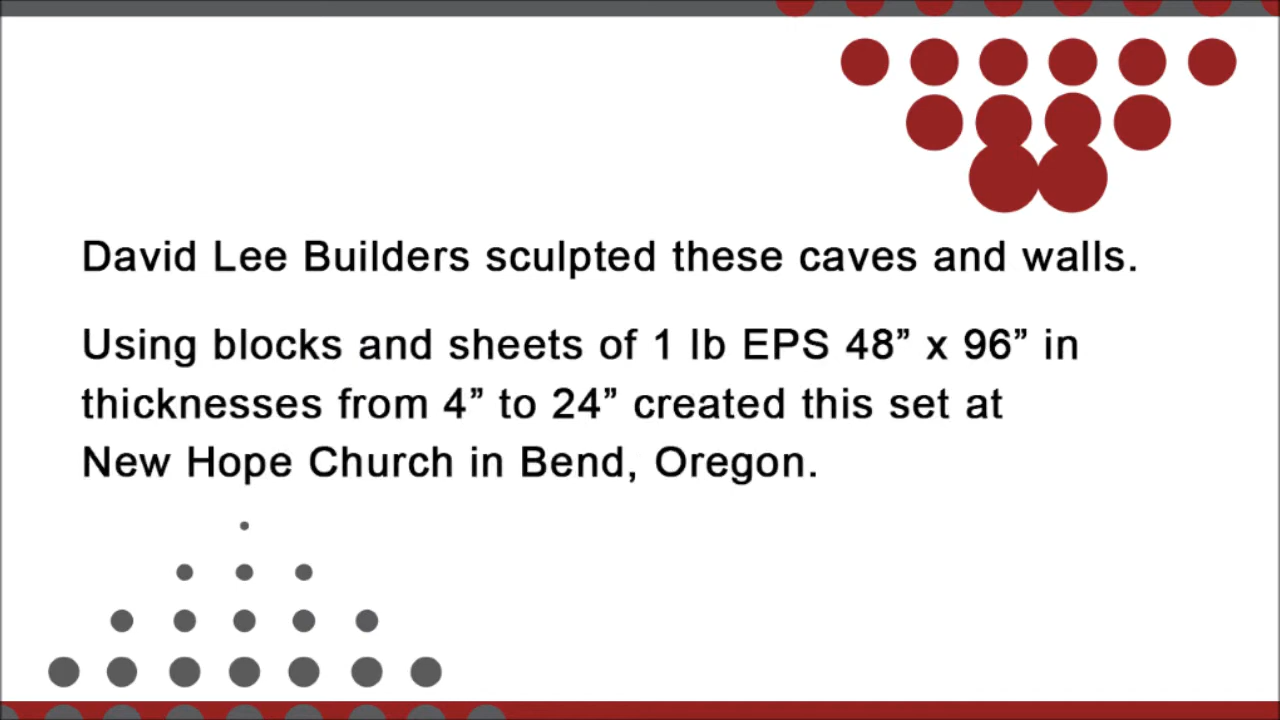 David Lee Builders sculpted these caves and walls.
Using blocks and sheets of 1 lb EPS 48” x 96” in
thicknesses from 4” to 24” created this set at
New Hope Church in Bend, Oregon.